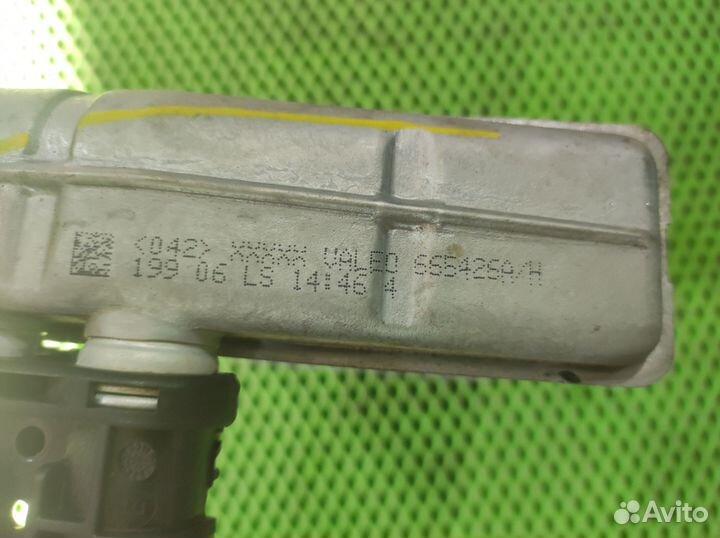 <042> XXXXX VALEO 665426A/H
199 06 LS 14:46 4
Avito